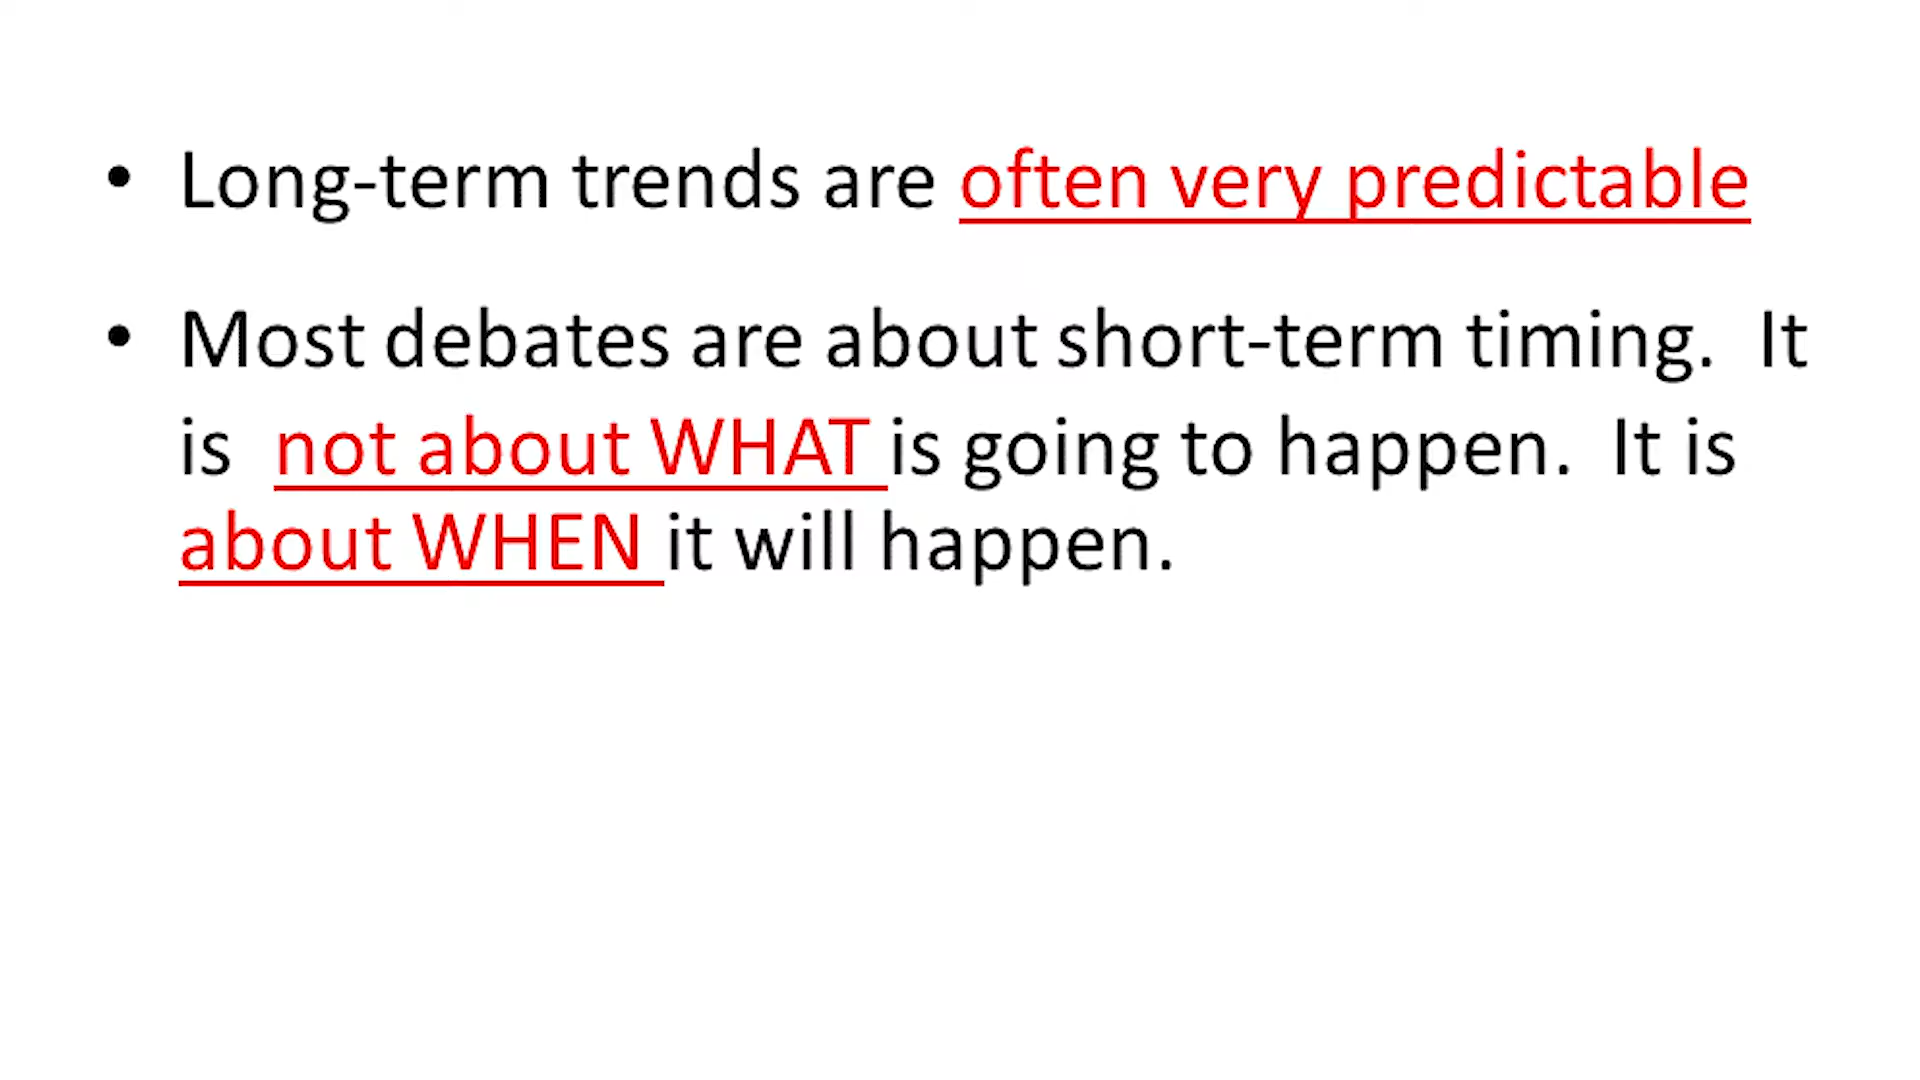 • Long-term trends are often very predictable
• Most debates are about short-term timing.  It
is  not about WHAT is going to happen.  It is
about WHEN it will happen.